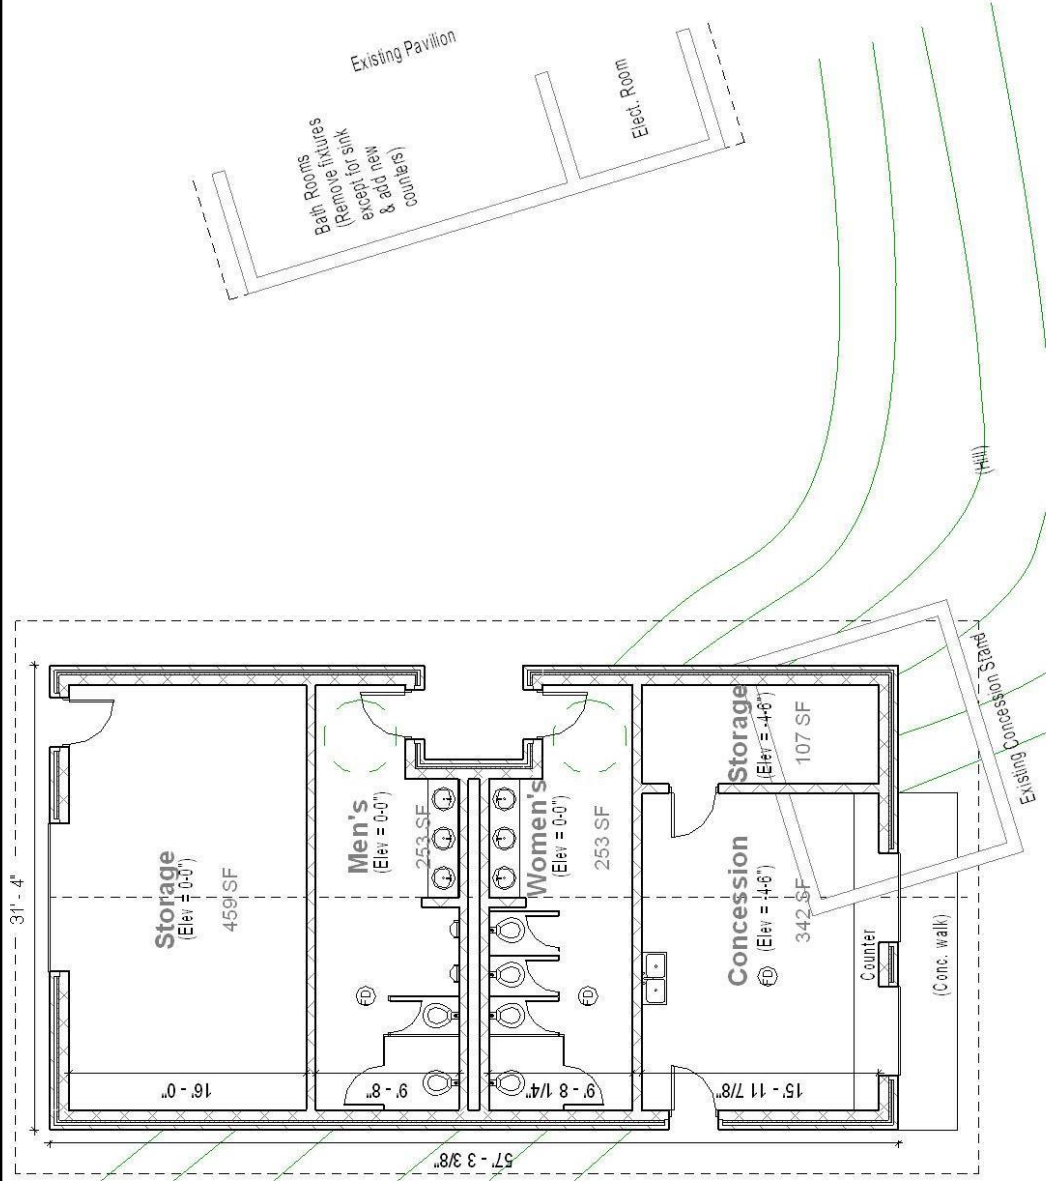 Existing Pavilion
Bath Rooms
(Remove fixtures
except for sink
& add new
counters)
Elect. Room
(Hill)
31' - 4"
Storage
(Elev = 0-0")
459 SF
Men's
(Elev = 0-0")
253 SF
Women's
(Elev = 0-0")
253 SF
Storage
(Elev = -4-6")
107 SF
Concession
(Elev = -4-6")
342 SF
FD
FD
FD
Counter
(Conc. walk)
Existing Concession Stand
16' - 0"
9' - 8"
9' - 8 1/4"
15' - 11 7/8"
57' - 3 3/8"